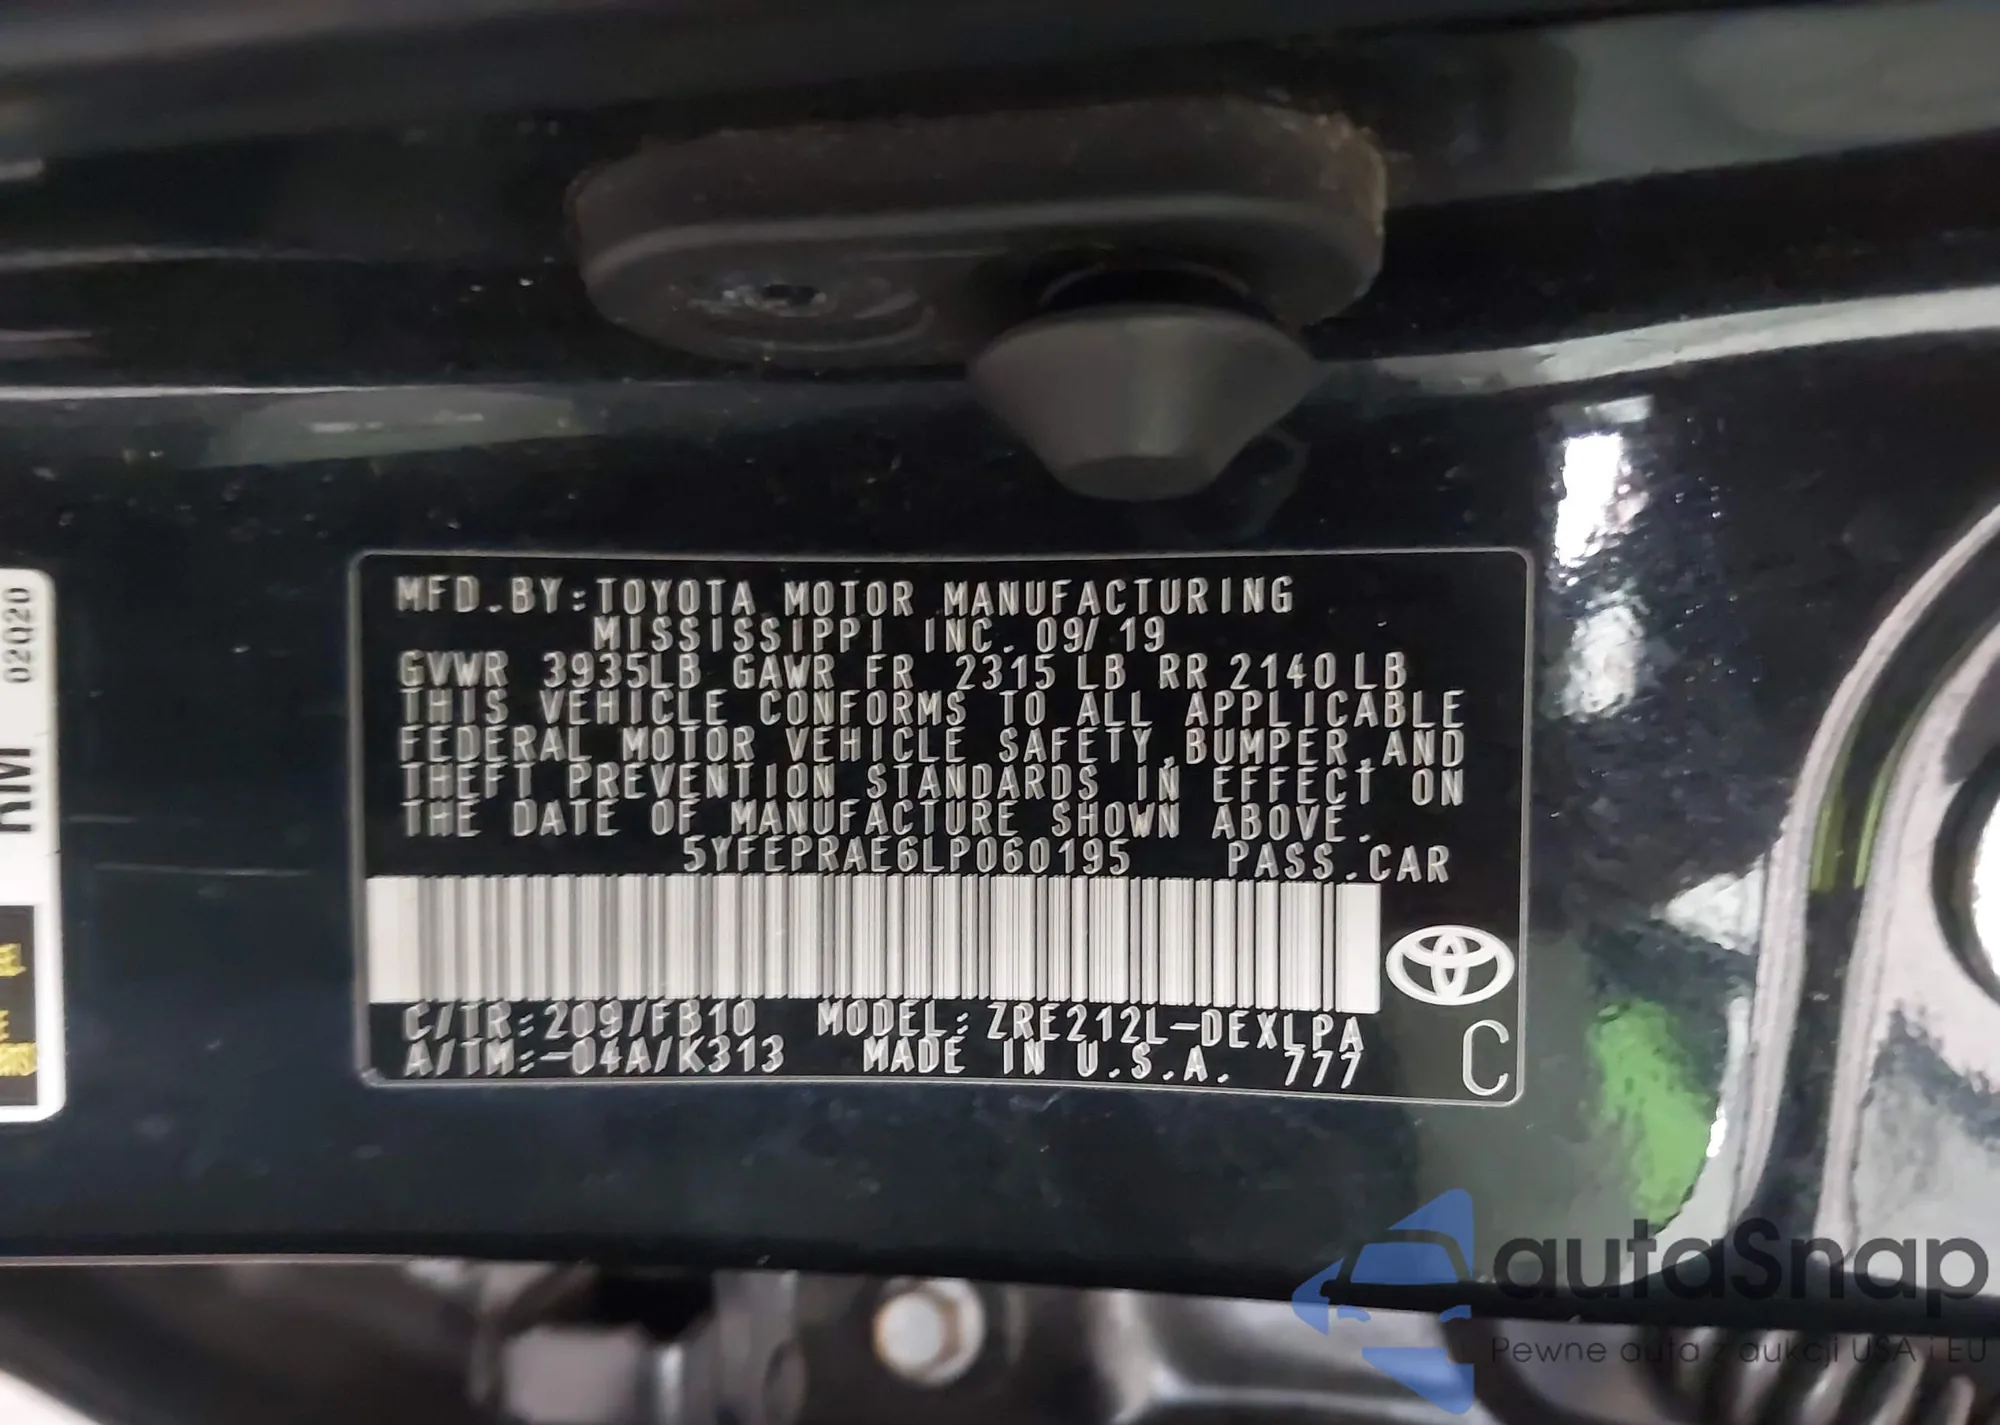 02Q20
MFD.BY:TOYOTA MOTOR MANUFACTURING
MISSISSIPPI INC. 09/19
GVWR 3935LB GAWR FR 2315 LB RR 2140 LB
THIS VEHICLE CONFORMS TO ALL APPLICABLE
FEDERAL MOTOR VEHICLE SAFETY,BUMPER,AND
THEFT PREVENTION STANDARDS IN EFFECT ON
THE DATE OF MANUFACTURE SHOWN ABOVE.
5YFEPRAE6LP060195 PASS.CAR
C/TR:209/FB10 MODEL:ZRE212L-DEXLPA
A/TM:-04A/K313 MADE IN U.S.A. 777
C
autaSnap
Pewne auta z aukcji USA i EU